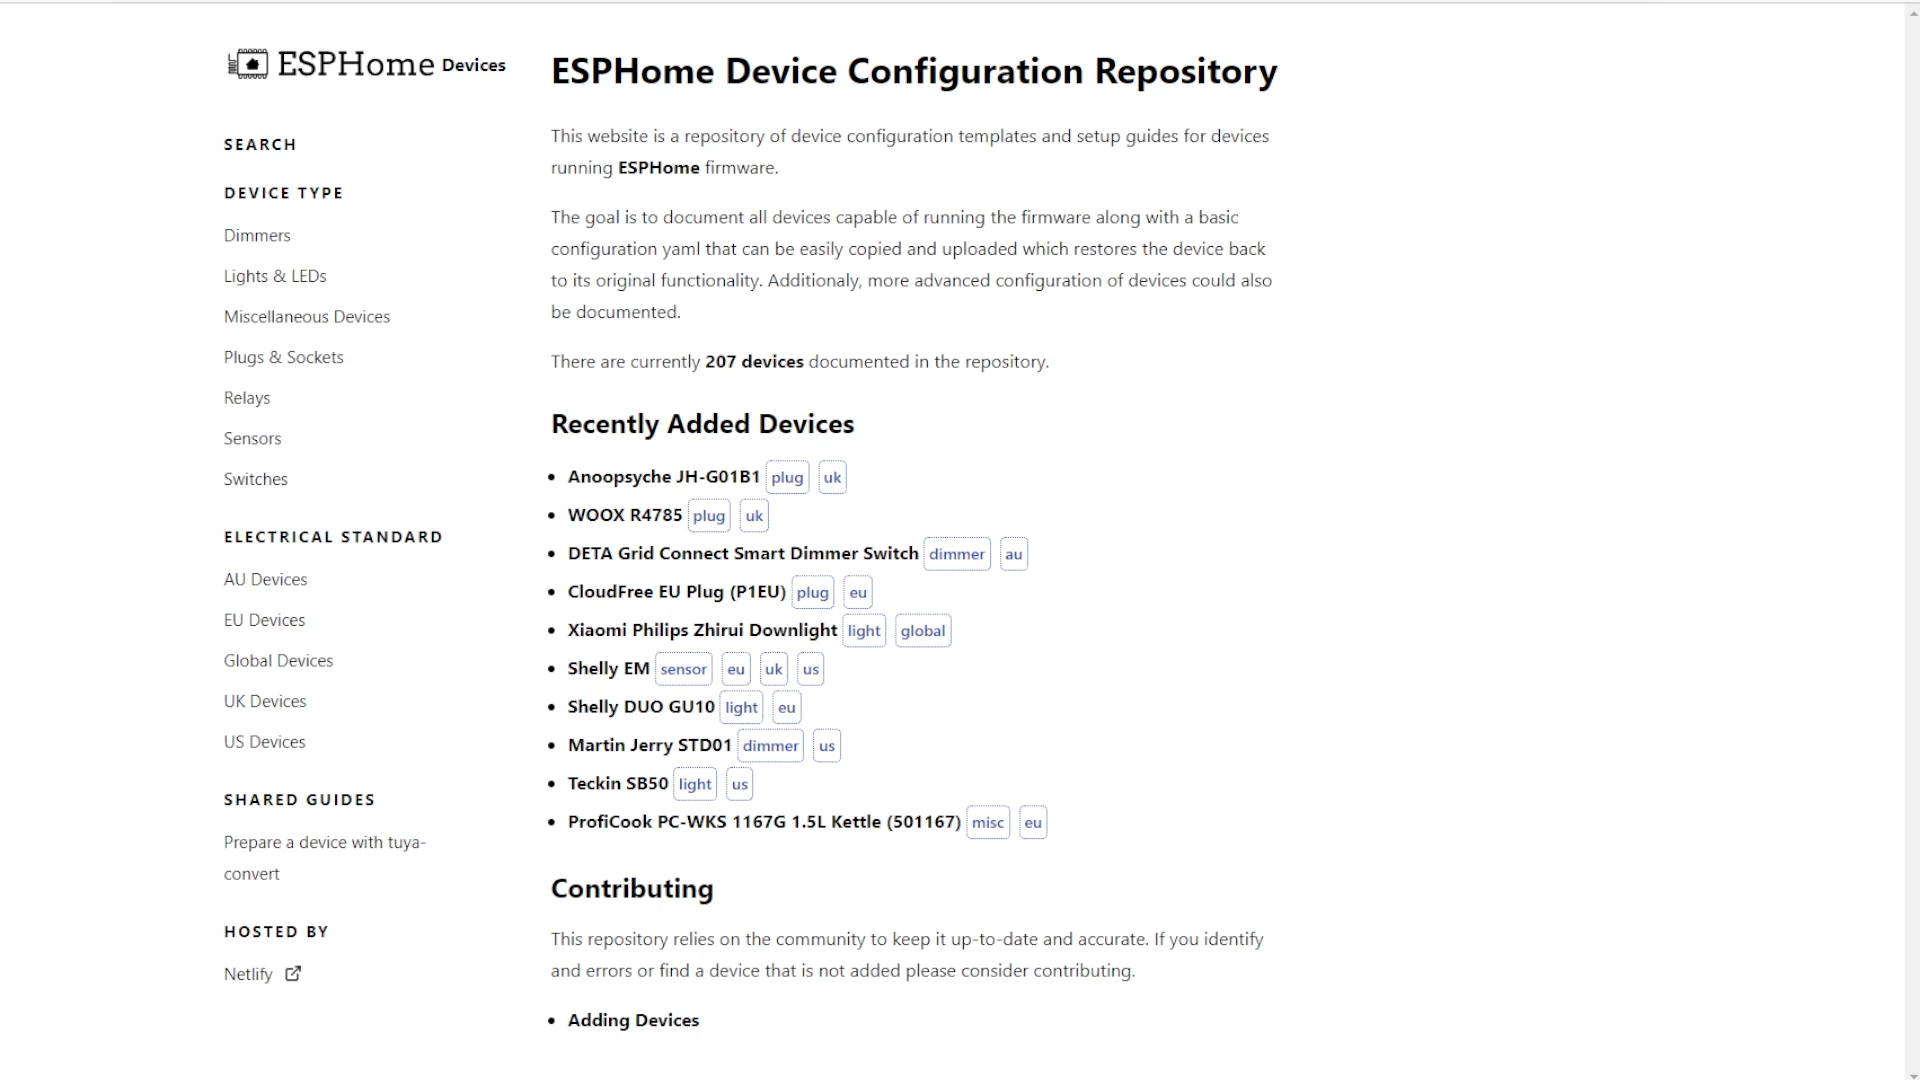 ESPHome Devices
SEARCH
DEVICE TYPE
Dimmers
Lights & LEDs
Miscellaneous Devices
Plugs & Sockets
Relays
Sensors
Switches
ELECTRICAL STANDARD
AU Devices
EU Devices
Global Devices
UK Devices
US Devices
SHARED GUIDES
Prepare a device with tuya-
convert
HOSTED BY
Netlify
ESPHome Device Configuration Repository
This website is a repository of device configuration templates and setup guides for devices
running ESPHome firmware.
The goal is to document all devices capable of running the firmware along with a basic
configuration yaml that can be easily copied and uploaded which restores the device back
to its original functionality. Additionaly, more advanced configuration of devices could also
be documented.
There are currently 207 devices documented in the repository.
Recently Added Devices
Anoopsyche JH-G01B1 plug uk
WOOX R4785 plug uk
DETA Grid Connect Smart Dimmer Switch dimmer au
CloudFree EU Plug (P1EU) plug eu
Xiaomi Philips Zhirui Downlight light global
Shelly EM sensor eu uk us
Shelly DUO GU10 light eu
Martin Jerry STD01 dimmer us
Teckin SB50 light us
ProfiCook PC-WKS 1167G 1.5L Kettle (501167) misc eu
Contributing
This repository relies on the community to keep it up-to-date and accurate. If you identify
and errors or find a device that is not added please consider contributing.
Adding Devices